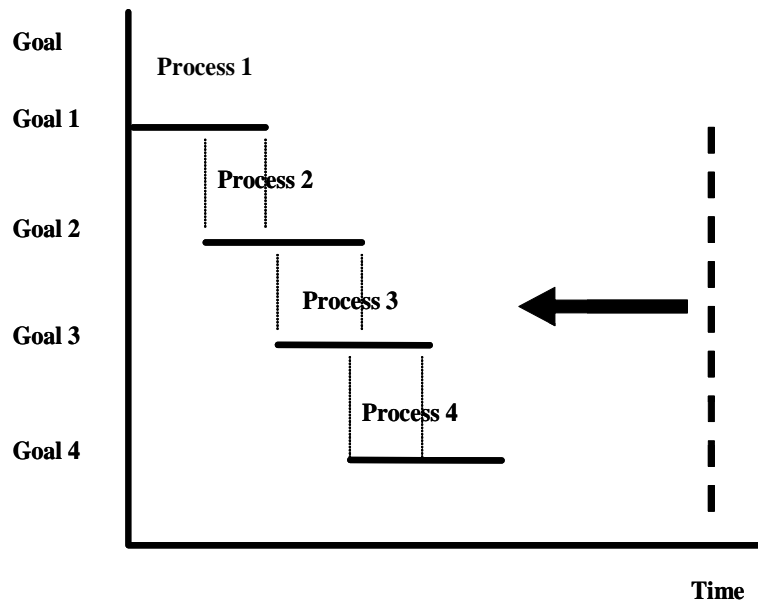 Goal
Process 1
Goal 1
Process 2
Goal 2
Process 3
Goal 3
Process 4
Goal 4
Time